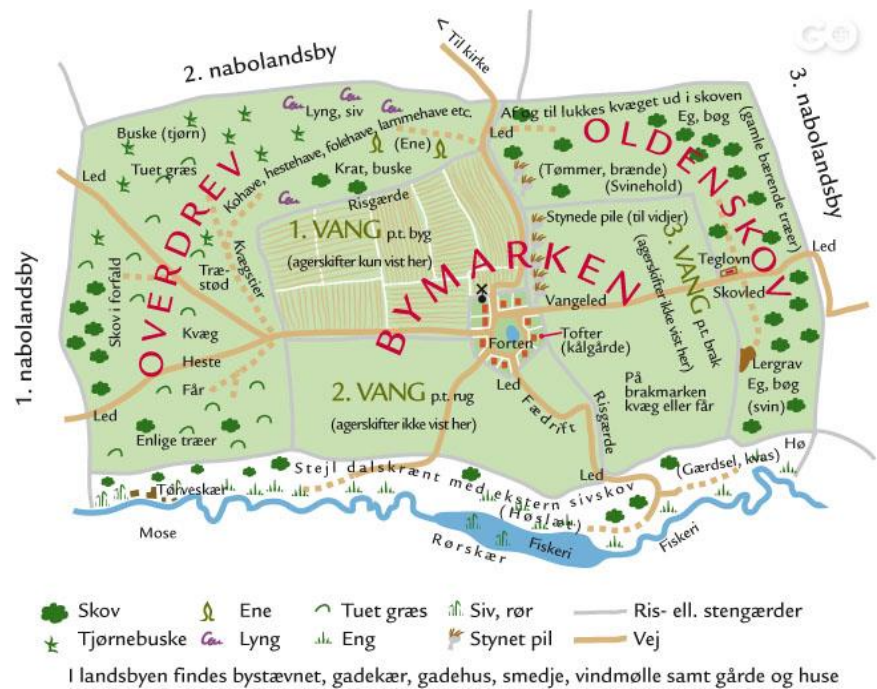 GO
< Til kirke
2. nabolandsby
3. nabolandsby
1. nabolandsby
Lyng, siv
Buske (tjørn)
Tuet græs
Led
Kohave, hestehave, folehave, lammehave etc.
(Ene)
Krat, buske
Risgærde
Led
Af og til lukkes kvæget ud i skoven
Eg, bøg
(gamle bærende træer)
OLDENSKOV
(Tømmer, brænde)
(Svinehold)
OVERDREV
Kvægstier
Træ-
stød
Skov i forfald
Kvæg
Heste
Får
Led
Enlige træer
1. VANG p.t. byg
(agerskifter kun vist her)
BYMARKEN
Stynede pile (til vidjer)
3. VANG p.t. brak
(agerskifter ikke vist her)
Teglovn
Led
Skovled
Vangeled
Forten
Tofter
(kålgårde)
Led
Lergrav
Eg, bøg
(svin)
2. VANG p.t. rug
(agerskifter ikke vist her)
Fædrift
Risgærde
På
brakmarken
kvæg eller får
Led
Hø
(Gærdsel, kvas)
Stejl dalskrænt med ekstern sivskov
(Høslæt)
Tørveskær
Mose
Rørskær
Fiskeri
Fiskeri
Skov
Ene
Tuet græs
Siv, rør
Ris- ell. stengærder
Tjørnebuske
Lyng
Eng
Stynet pil
Vej
I landsbyen findes bystævnet, gadekær, gadehus, smedje, vindmølle samt gårde og huse